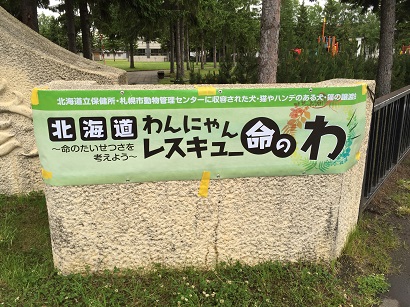 北海道立保健所・札幌市動物管理センターに収容された犬・猫やハンデのある犬・猫の譲渡!
北海道
～命のたいせつさを
考えよう～
わんにゃん
レスキュー
命のわ